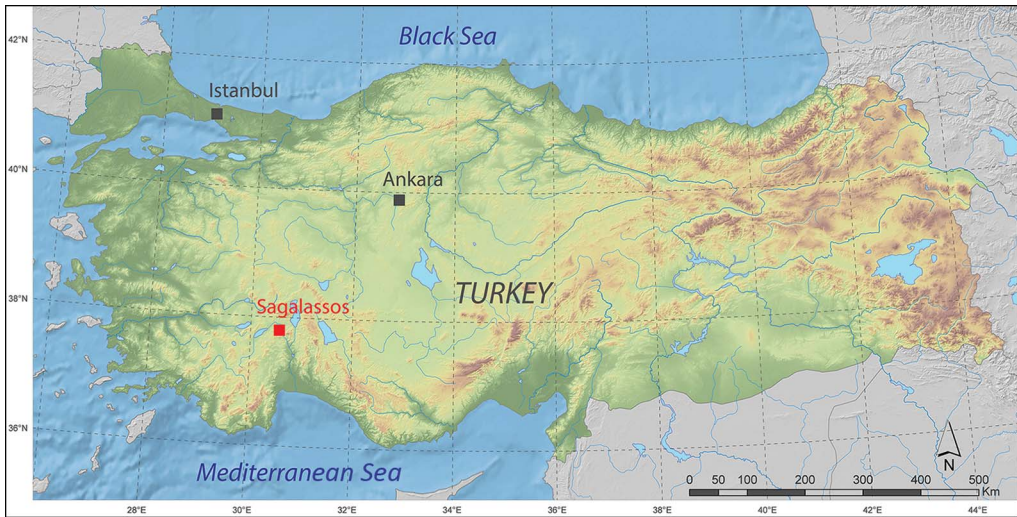 42°N
Black Sea
Istanbul
40°N
Ankara
38°N
TURKEY
Sagalassos
36°N
Mediterranean Sea
N
0 50 100 200 300 400 500
Km
28°E 30°E 32°E 34°E 36°E 38°E 40°E 42°E 44°E